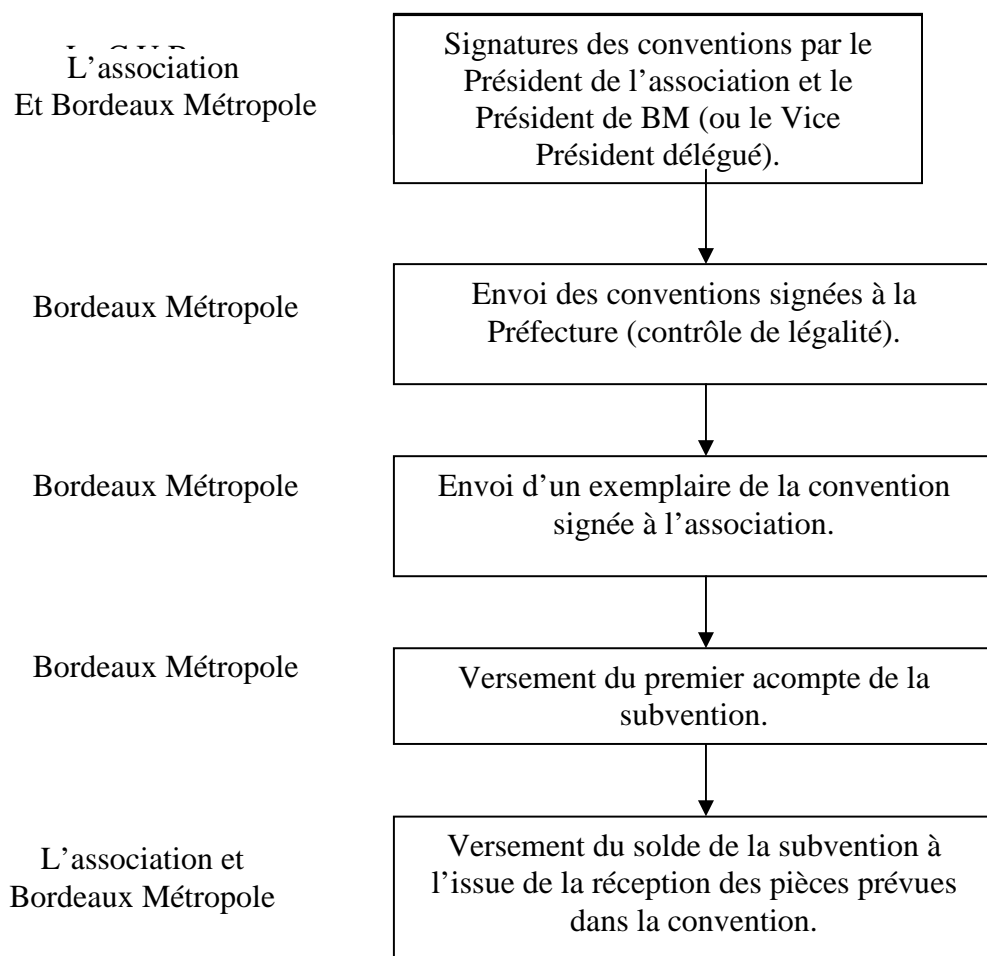 L’association
Et Bordeaux Métropole
Signatures des conventions par le
Président de l’association et le
Président de BM (ou le Vice
Président délégué).
Bordeaux Métropole
Envoi des conventions signées à la
Préfecture (contrôle de légalité).
Bordeaux Métropole
Envoi d’un exemplaire de la convention
signée à l’association.
Bordeaux Métropole
Versement du premier acompte de la
subvention.
L’association et
Bordeaux Métropole
Versement du solde de la subvention à
l’issue de la réception des pièces prévues
dans la convention.